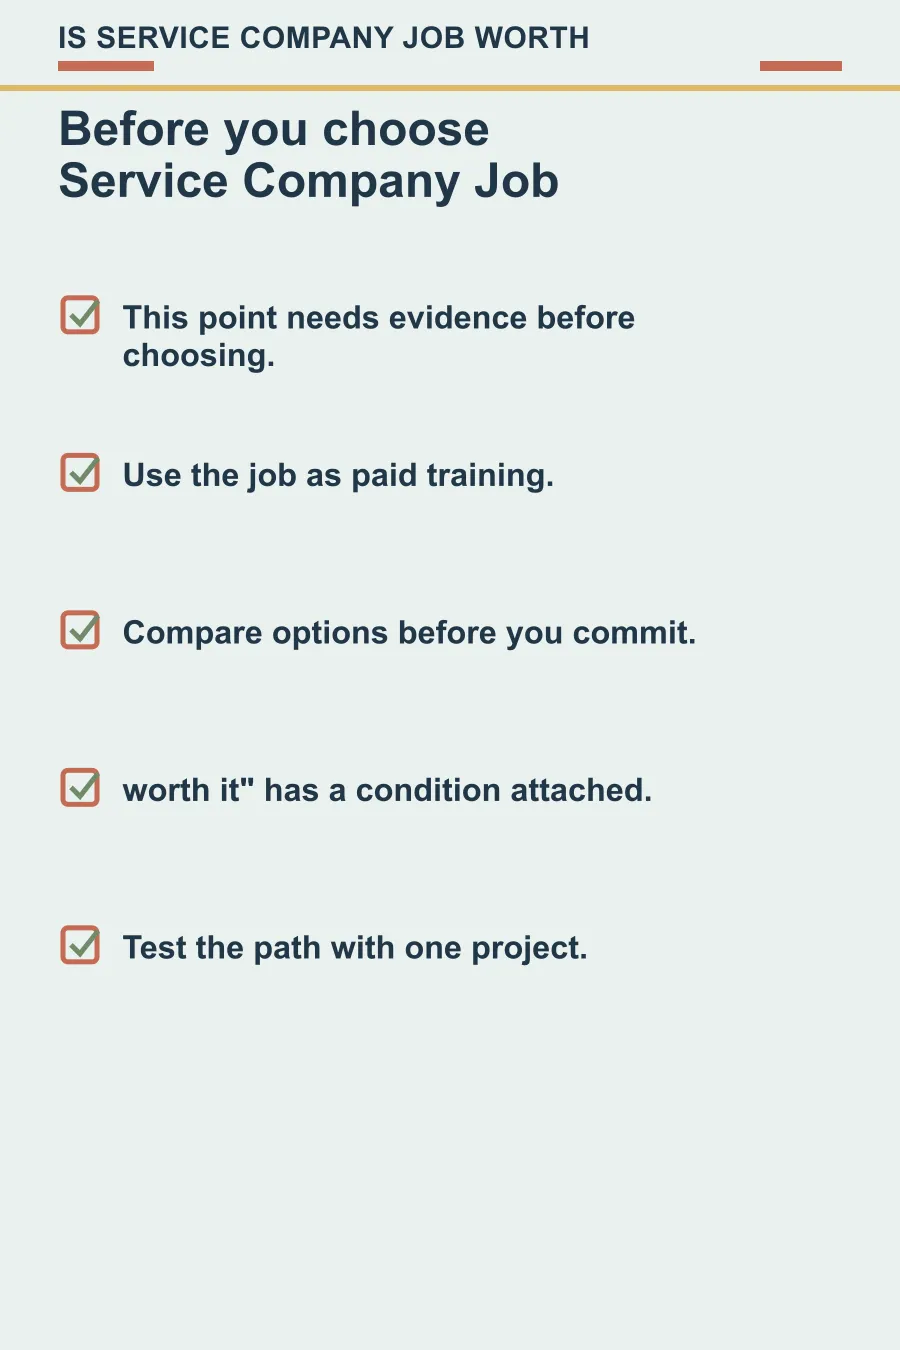 IS SERVICE COMPANY JOB WORTH
Before you choose
Service Company Job
This point needs evidence before
choosing.
Use the job as paid training.
Compare options before you commit.
worth it" has a condition attached.
Test the path with one project.